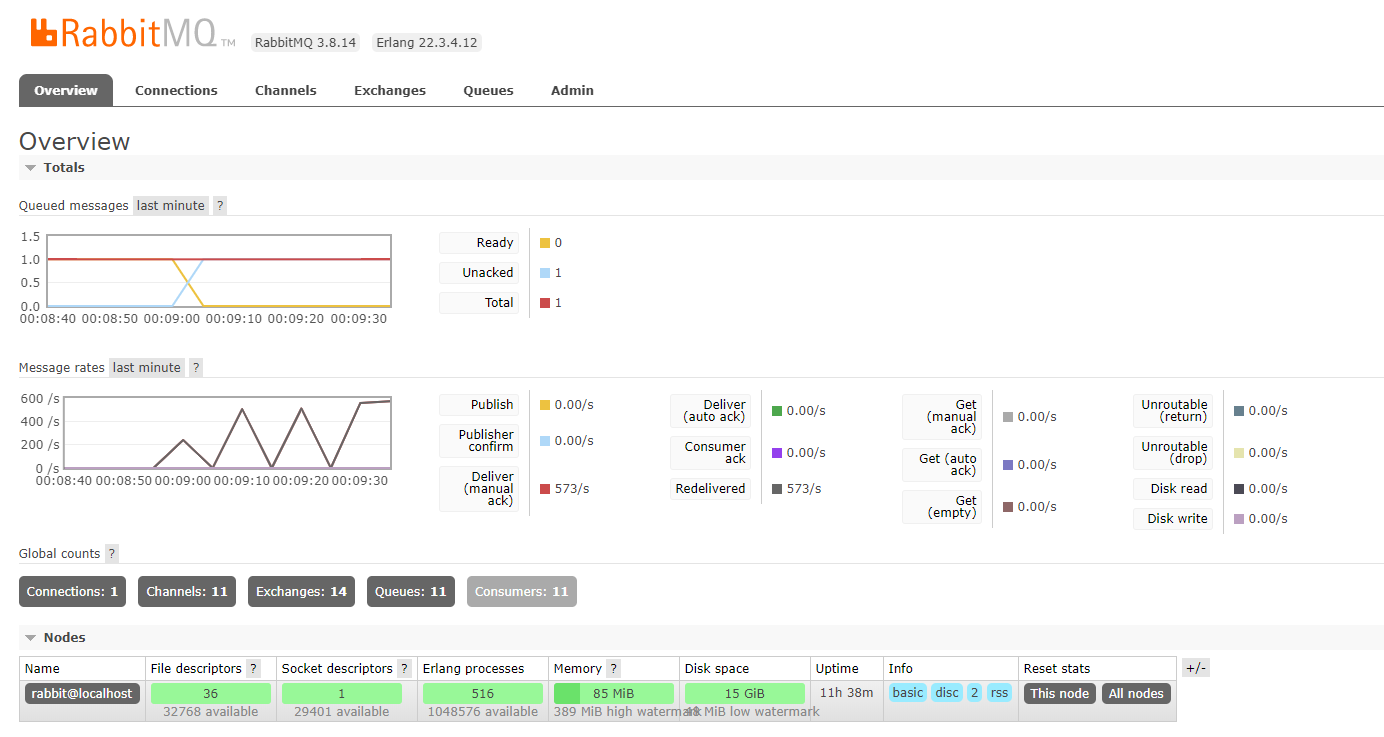 RabbitMQ TM RabbitMQ 3.8.14 Erlang 22.3.4.12
Overview Connections Channels Exchanges Queues Admin
Overview
Totals
Queued messages last minute ?
1.5
1.0
0.5
0.0
00:08:40 00:08:50 00:09:00 00:09:10 00:09:20 00:09:30
Ready 0
Unacked 1
Total 1
Message rates last minute ?
600 /s
400 /s
200 /s
0 /s
00:08:40 00:08:50 00:09:00 00:09:10 00:09:20 00:09:30
Publish 0.00/s
Publisher
confirm 0.00/s
Deliver
(manual
ack) 573/s
Deliver
(auto ack) 0.00/s
Consumer
ack 0.00/s
Redelivered 573/s
Get
(manual
ack) 0.00/s
Get (auto
ack) 0.00/s
Get
(empty) 0.00/s
Unroutable
(return) 0.00/s
Unroutable
(drop) 0.00/s
Disk read 0.00/s
Disk write 0.00/s
Global counts ?
Connections: 1 Channels: 11 Exchanges: 14 Queues: 11 Consumers: 11
Nodes
Name File descriptors ? Socket descriptors ? Erlang processes Memory ? Disk space Uptime Info Reset stats +/-
rabbit@localhost 36 1 516 85 MiB 15 GiB 11h 38m basic disc 2 rss This node All nodes
32768 available 29401 available 1048576 available 389 MiB high watermark 48 MiB low watermark